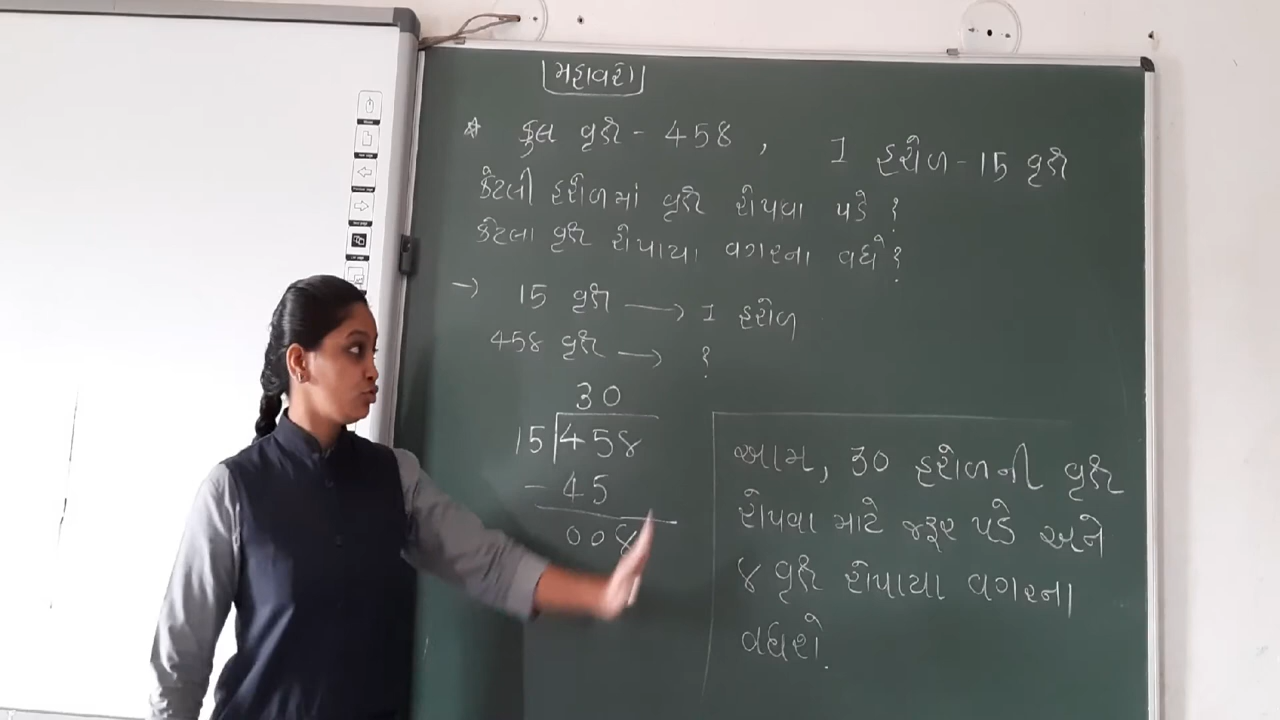 મહાવરો
* કુલ વૃક્ષ - 458 , 1 હરોળ - 15 વૃક્ષ
કેટલી હરોળમાં વૃક્ષ રોપવા પડે ?
કેટલા વૃક્ષ રોપાયા વગરના વધે ?
→ 15 વૃક્ષ → 1 હરોળ
458 વૃક્ષ → ?
30
15 458
- 45
008
આમ, 30 હરોળની વૃક્ષ
રોપવા માટે જરૂર પડે અને
8 વૃક્ષ રોપાયા વગરના
વધશે.